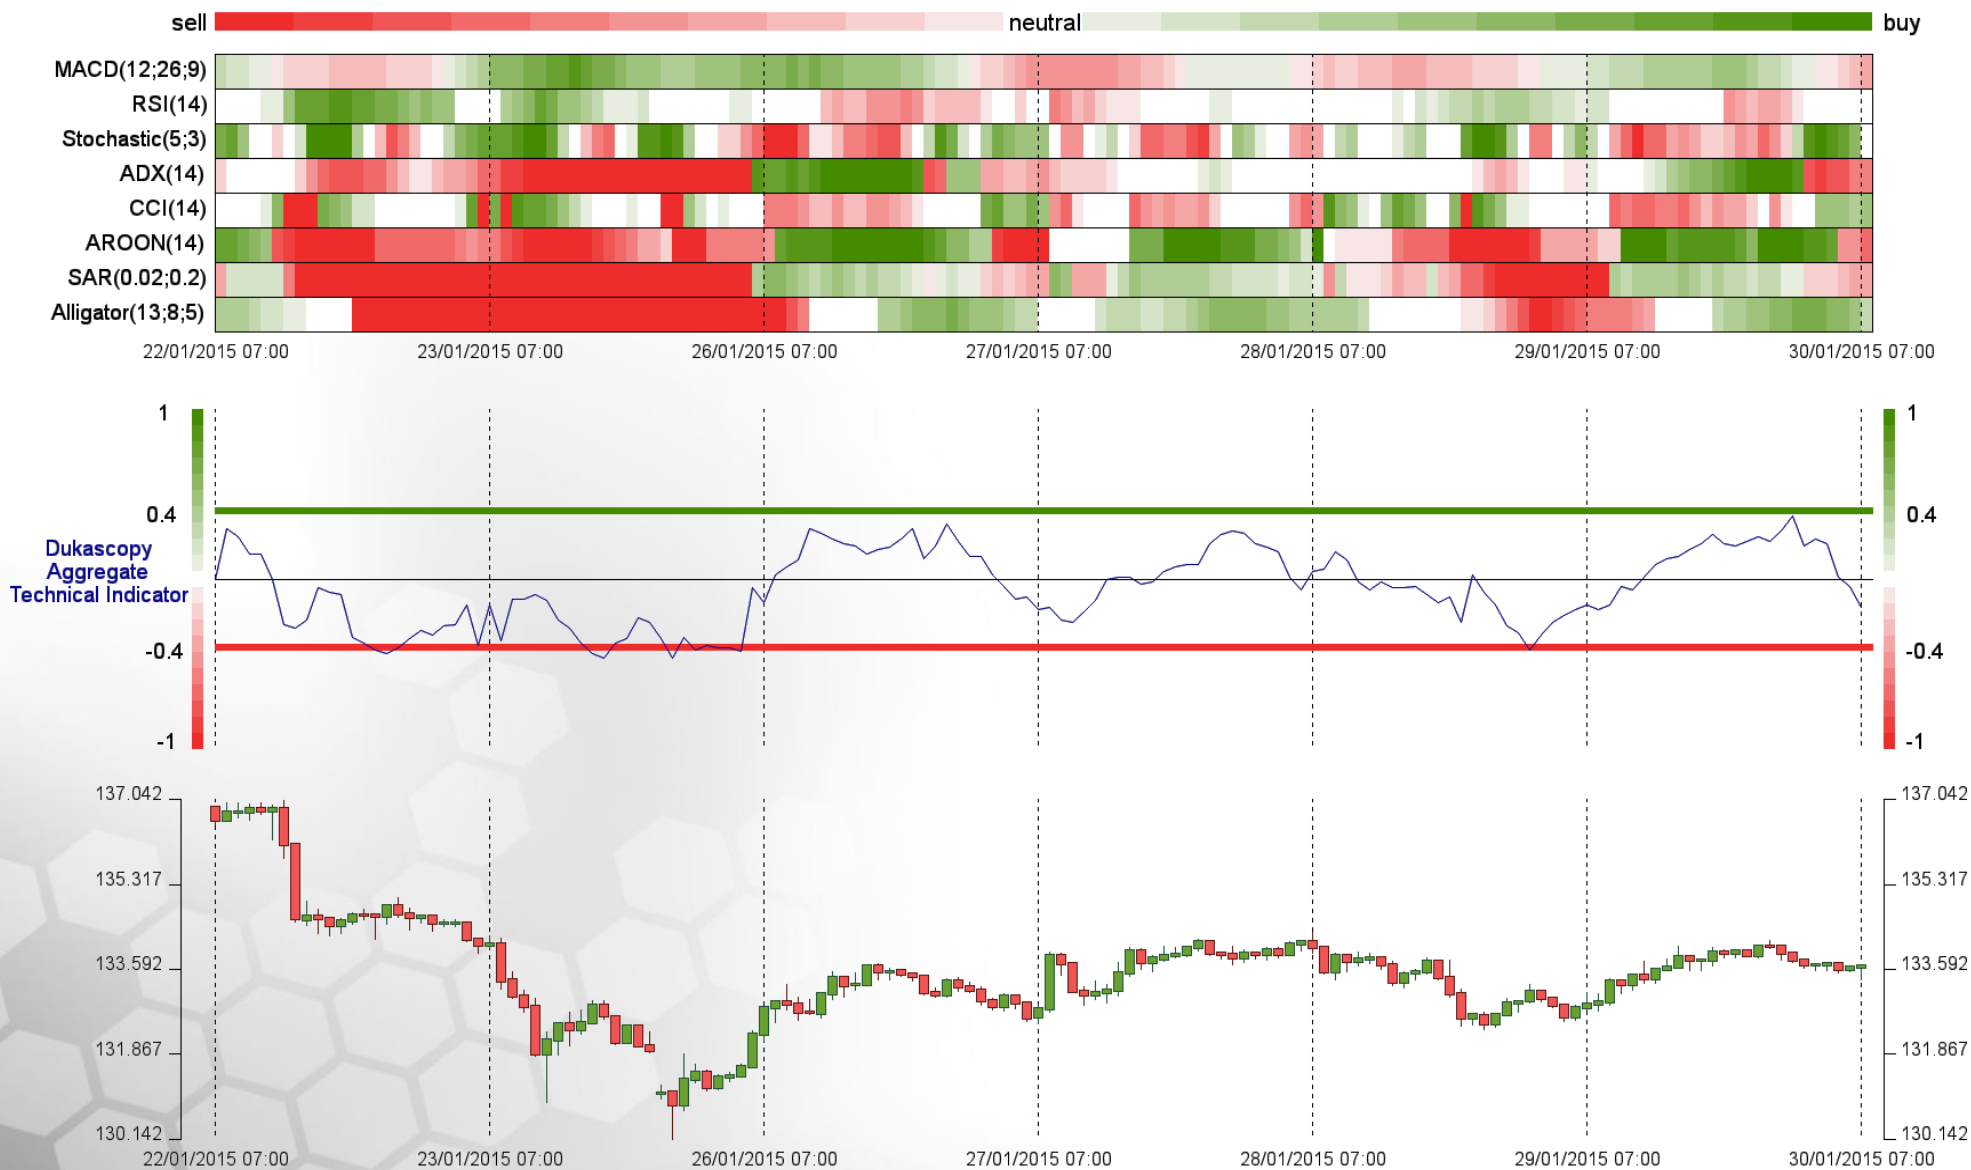 sell neutral buy
MACD(12;26;9)
RSI(14)
Stochastic(5;3)
ADX(14)
CCI(14)
AROON(14)
SAR(0.02;0.2)
Alligator(13;8;5)
22/01/2015 07:00 23/01/2015 07:00 26/01/2015 07:00 27/01/2015 07:00 28/01/2015 07:00 29/01/2015 07:00 30/01/2015 07:00
1 1
0.4 0.4
Dukascopy
Aggregate
Technical Indicator
-0.4 -0.4
-1 -1
137.042 137.042
135.317 135.317
133.592 133.592
131.867 131.867
130.142 130.142
22/01/2015 07:00 23/01/2015 07:00 26/01/2015 07:00 27/01/2015 07:00 28/01/2015 07:00 29/01/2015 07:00 30/01/2015 07:00